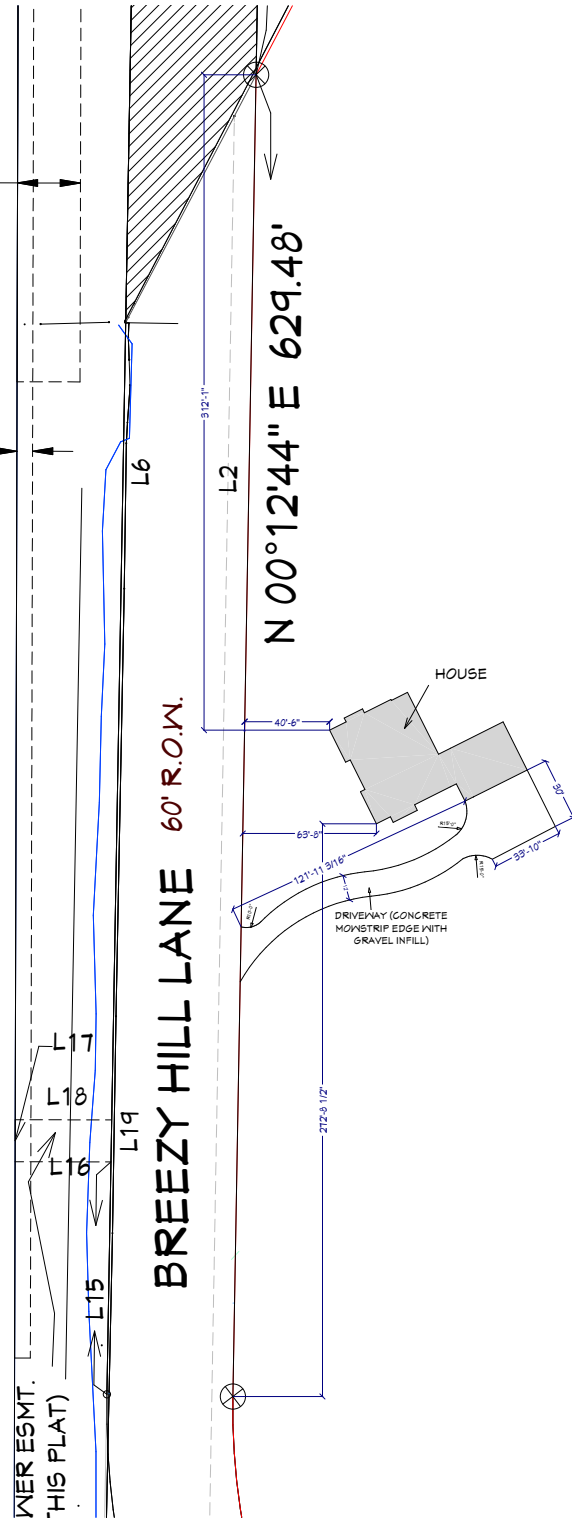 N 00°12'44" E 629.48'
312'-1"
L6
L2
HOUSE
60' R.O.W.
40'-6"
63'-8"
30'
33'-10"
121'-11 3/16"
DRIVEWAY (CONCRETE
MOWSTRIP EDGE WITH
GRAVEL INFILL)
BREEZY HILL LANE
L17
L18
L19
L16
272'-8 1/2"
L15
WER ESMT.
THIS PLAT)